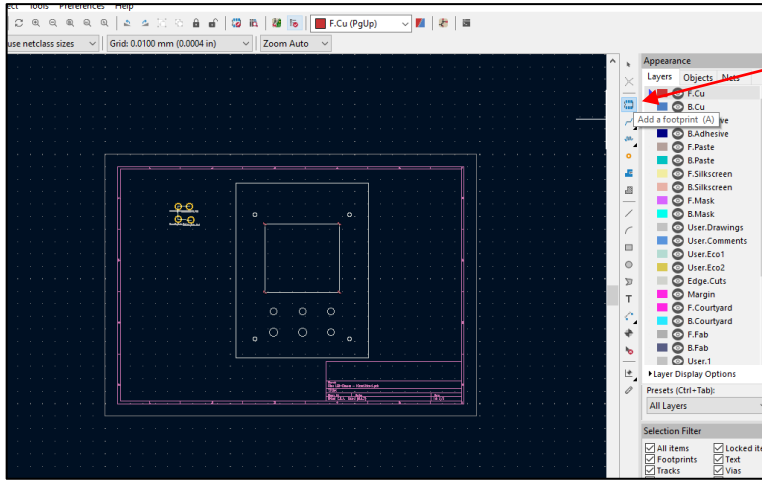 ect Tools Preferences Help
F.Cu (PgUp)
use netclass sizes
Grid: 0.0100 mm (0.0004 in)
Zoom Auto
Appearance
Layers Objects Nets
F.Cu
B.Cu
Add a footprint (A)
B.Adhesive
F.Paste
B.Paste
F.Silkscreen
B.Silkscreen
F.Mask
B.Mask
User.Drawings
User.Comments
User.Eco1
User.Eco2
Edge.Cuts
Margin
F.Courtyard
B.Courtyard
F.Fab
B.Fab
User.1
Layer Display Options
Presets (Ctrl+Tab):
All Layers
Selection Filter
All items Locked ite
Footprints Text
Tracks Vias